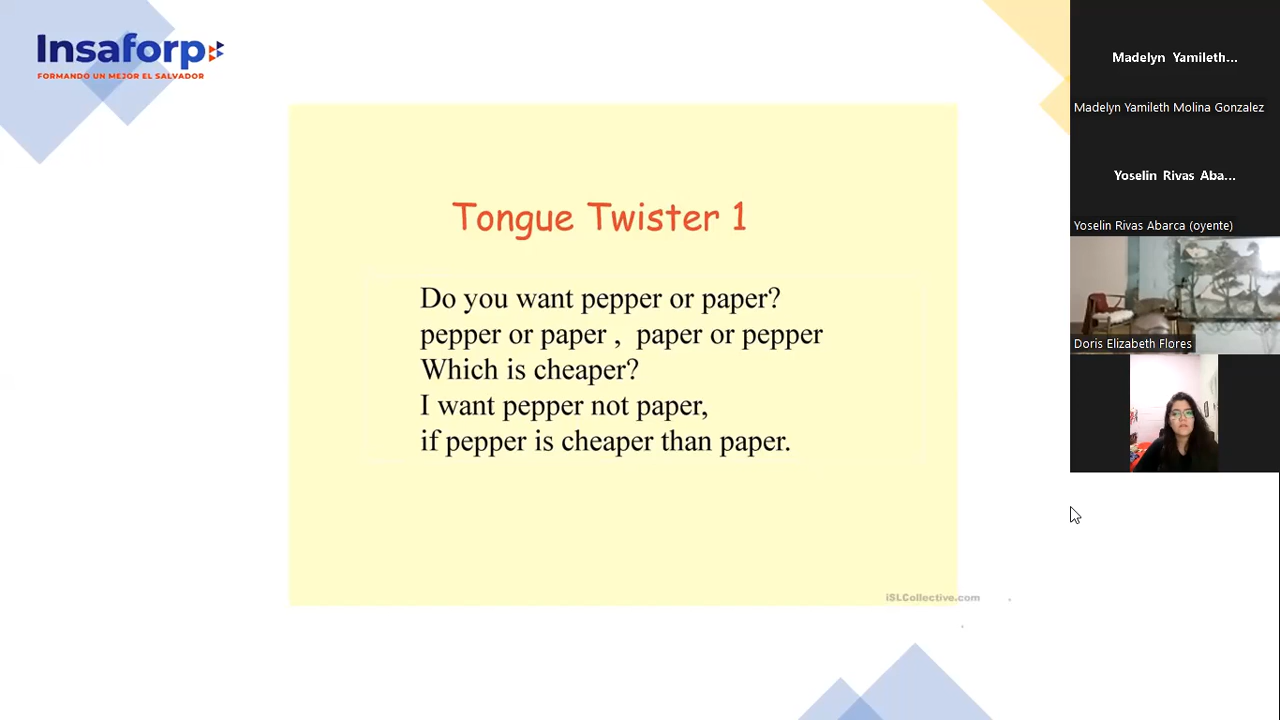 Insaforp
FORMANDO UN MEJOR EL SALVADOR
Tongue Twister 1
Do you want pepper or paper?
pepper or paper , paper or pepper
Which is cheaper?
I want pepper not paper,
if pepper is cheaper than paper.
iSLCollective.com
Madelyn Yamileth...
Madelyn Yamileth Molina Gonzalez
Yoselin Rivas Aba...
Yoselin Rivas Abarca (oyente)
Doris Elizabeth Flores